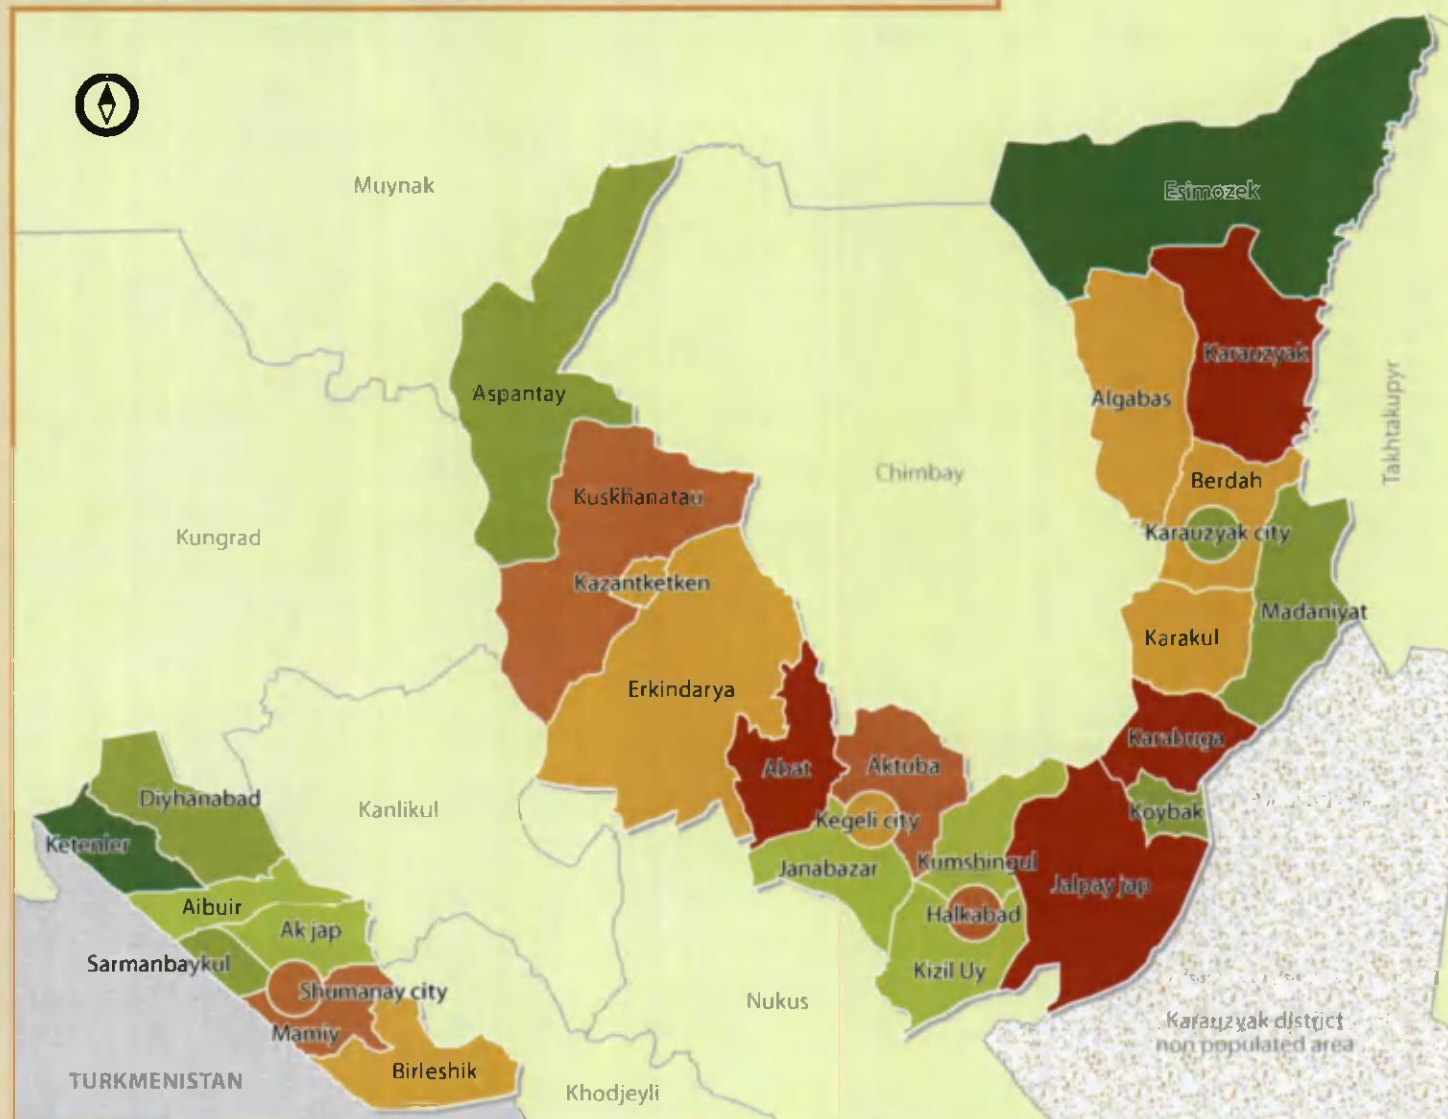 Muynak
Esimozek
Karauzyak
Takhtakupyr
Aspantay
Algabas
Chimbay
Berdah
Kuskhanatau
Karauzyak city
Kungrad
Kazantketken
Madaniyat
Karakul
Erkindarya
Karabuga
Abat
Aktuba
Diyhanabad
Kanlikul
Koybak
Kegeli city
Ketenler
Kumshingul
Janabazar
Jalpay jap
Aibuir
Halkabad
Ak jap
Sarmanbaykul
Kizil Uy
Shumanay city
Nukus
Karauzyak district
non populated area
Mamiy
Birleshik
TURKMENISTAN
Khodjeyli